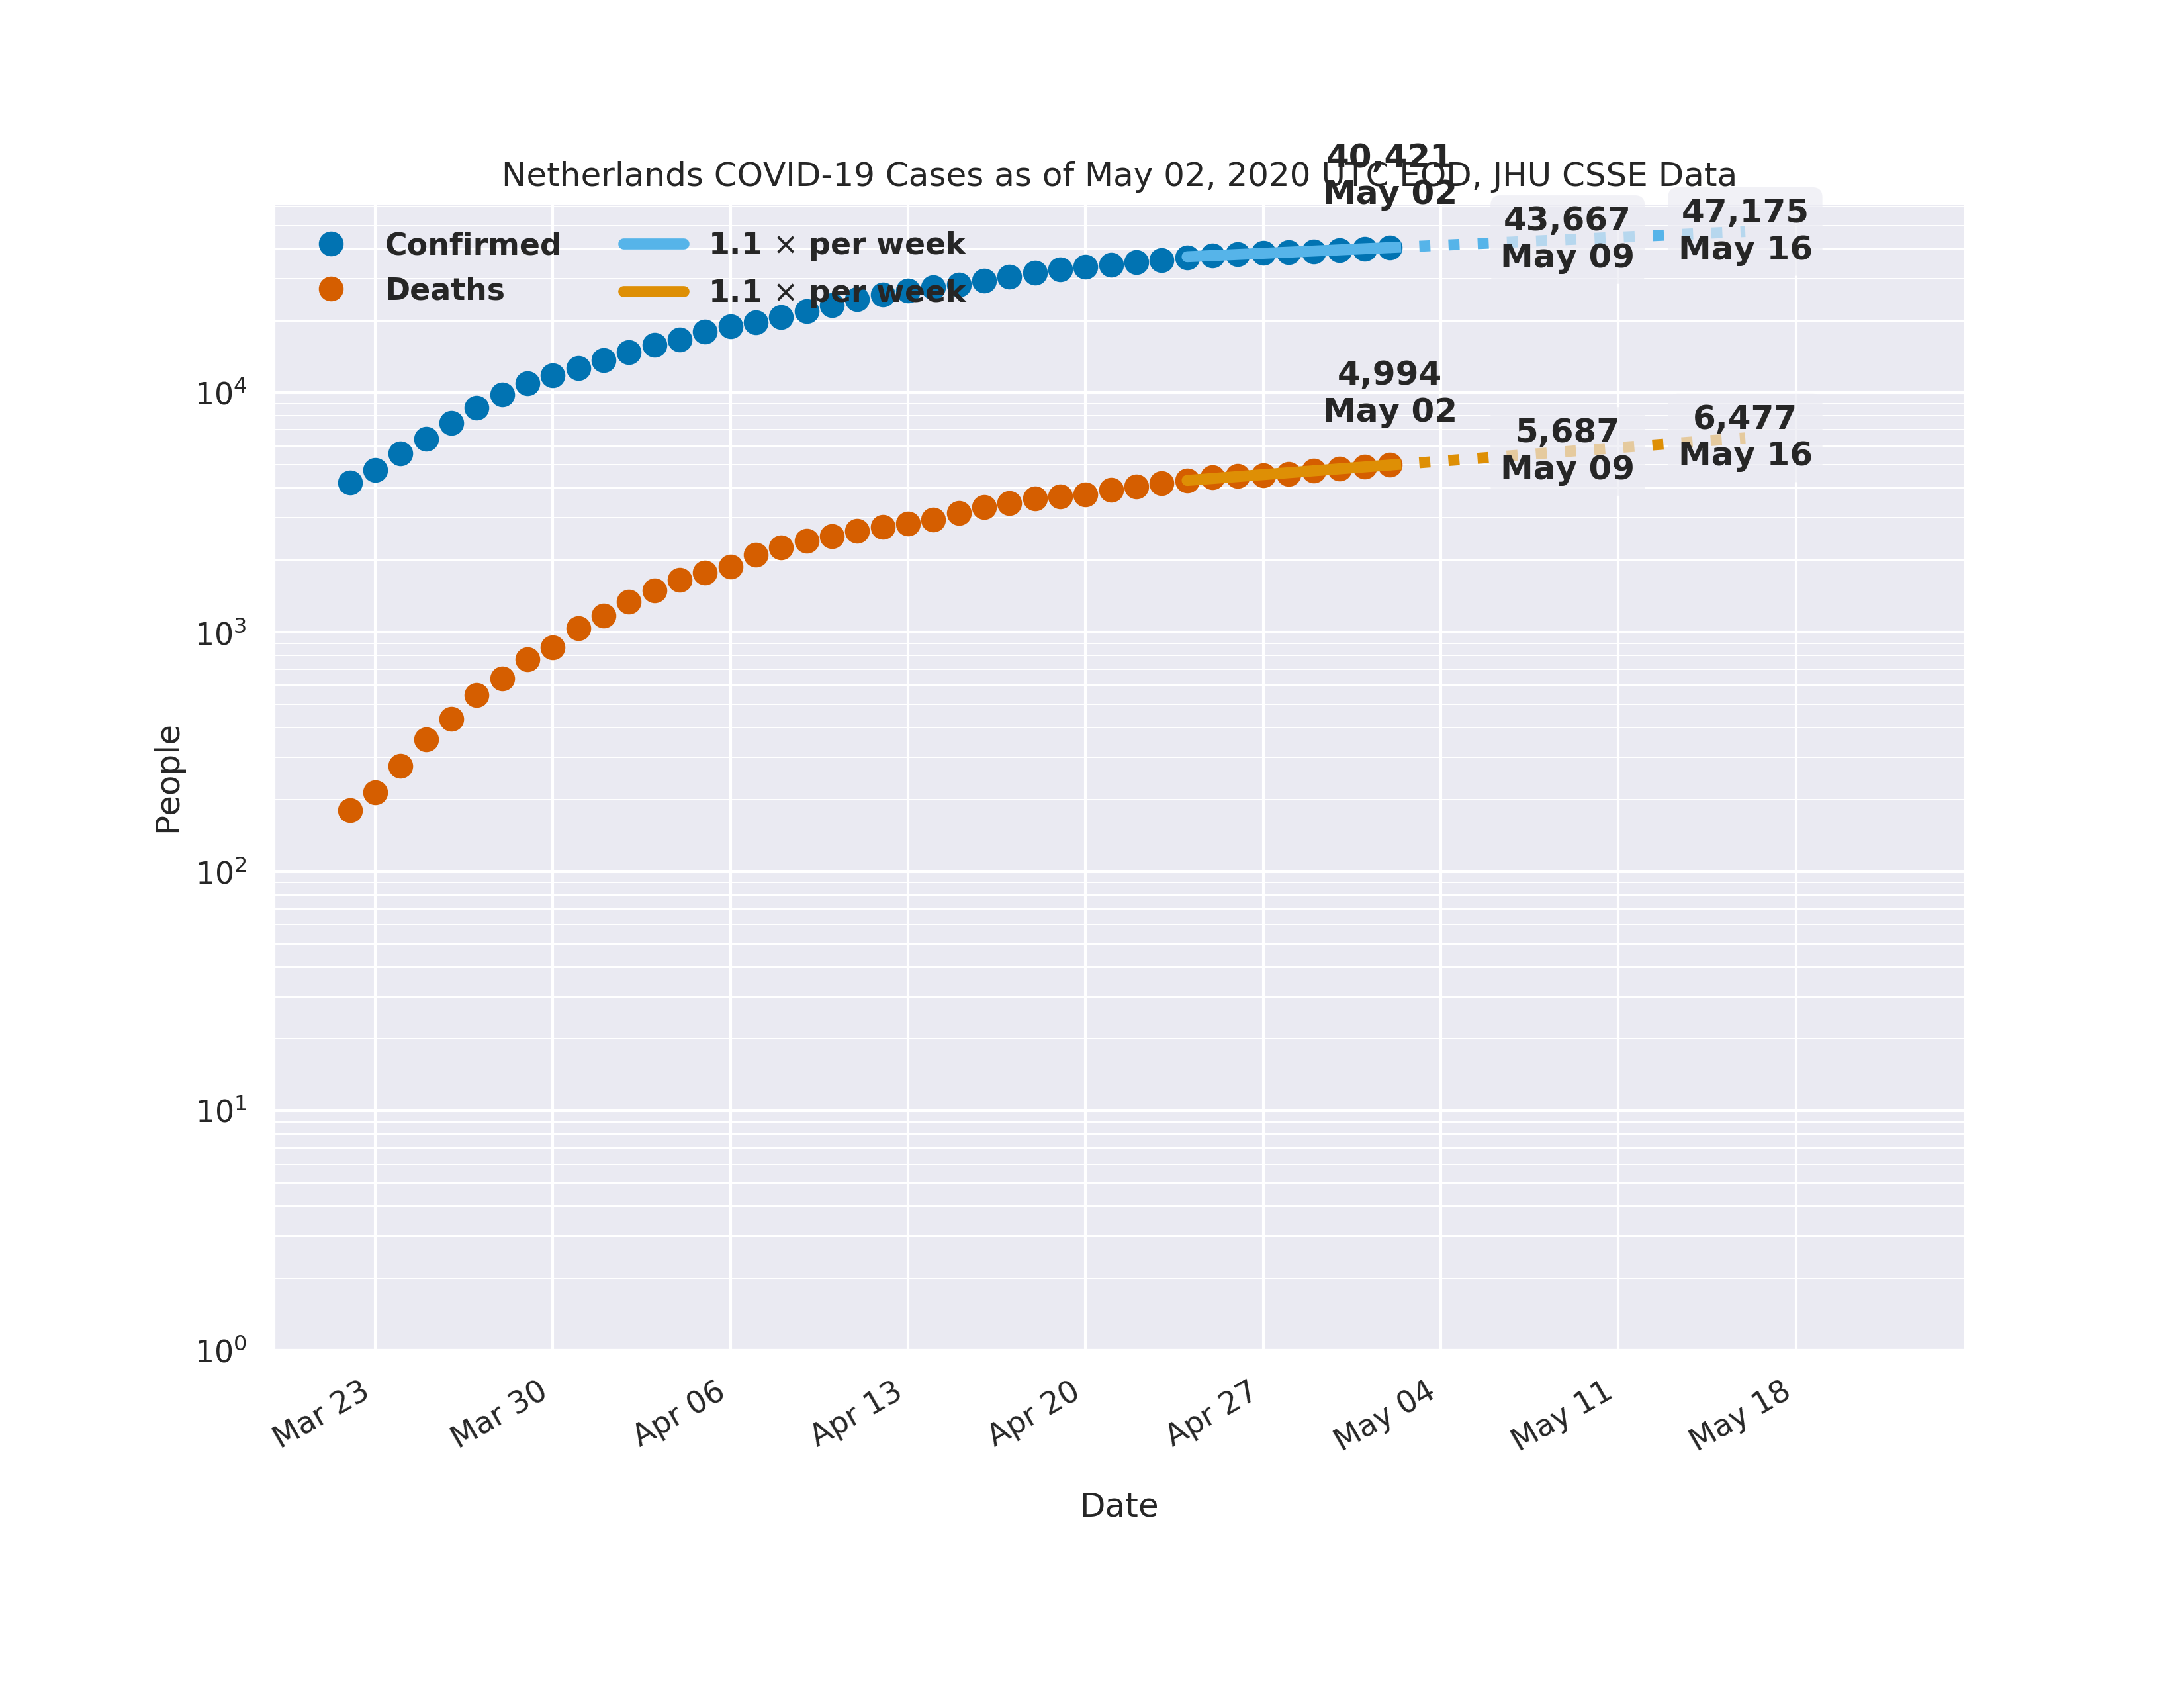 40,421
May 02
Netherlands COVID-19 Cases as of May 02, 2020 UTC EOD, JHU CSSE Data
43,667
May 09
47,175
May 16
Confirmed
Deaths
1.1 × per week
1.1 × per week
4,994
May 02
5,687
May 09
6,477
May 16
People
10⁴
10³
10²
10¹
10⁰
Mar 23
Mar 30
Apr 06
Apr 13
Apr 20
Apr 27
May 04
May 11
May 18
Date